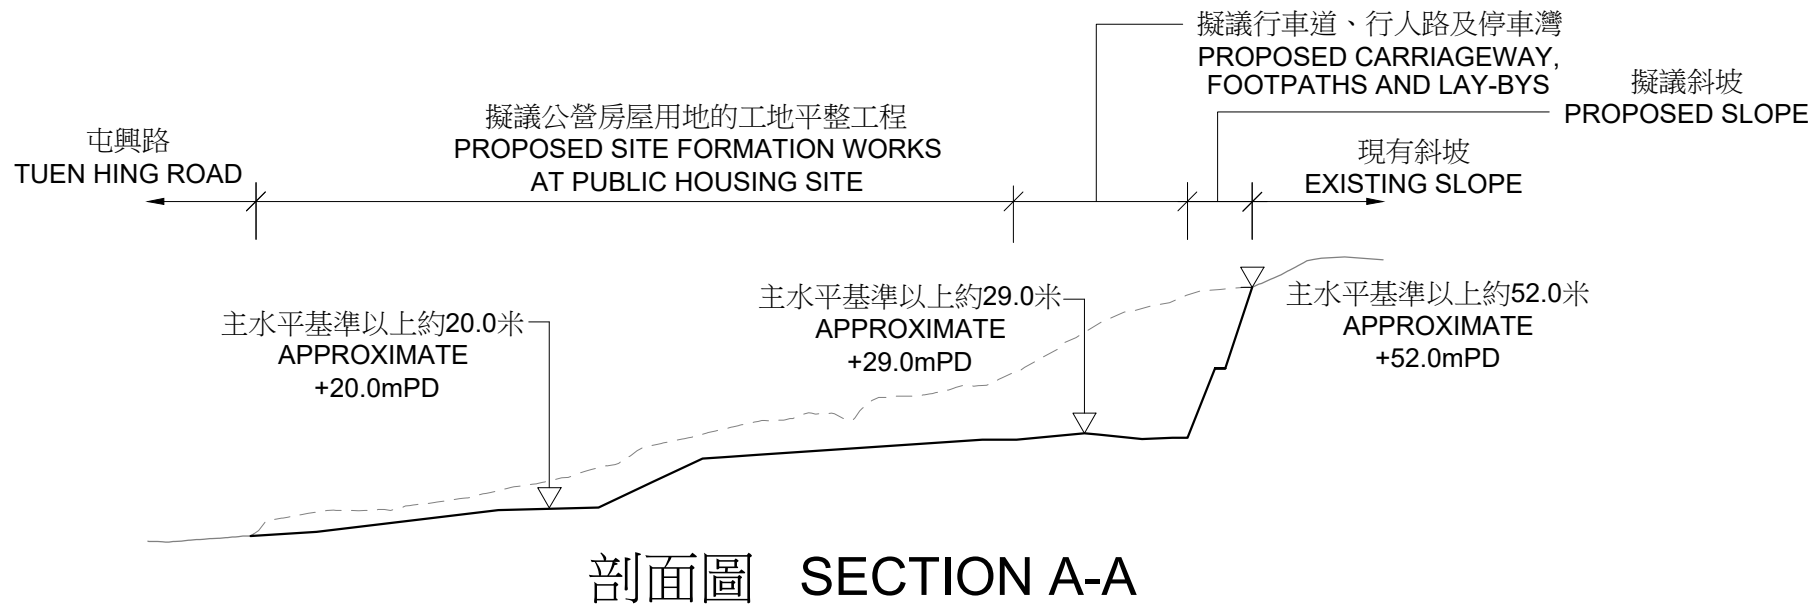 擬議行車道、行人路及停車灣
PROPOSED CARRIAGEWAY,
FOOTPATHS AND LAY-BYS
擬議斜坡
PROPOSED SLOPE
擬議公營房屋用地的工地平整工程
PROPOSED SITE FORMATION WORKS
AT PUBLIC HOUSING SITE
屯興路
TUEN HING ROAD
現有斜坡
EXISTING SLOPE
主水平基準以上約20.0米
APPROXIMATE
+20.0mPD
主水平基準以上約29.0米
APPROXIMATE
+29.0mPD
主水平基準以上約52.0米
APPROXIMATE
+52.0mPD
剖面圖 SECTION A-A